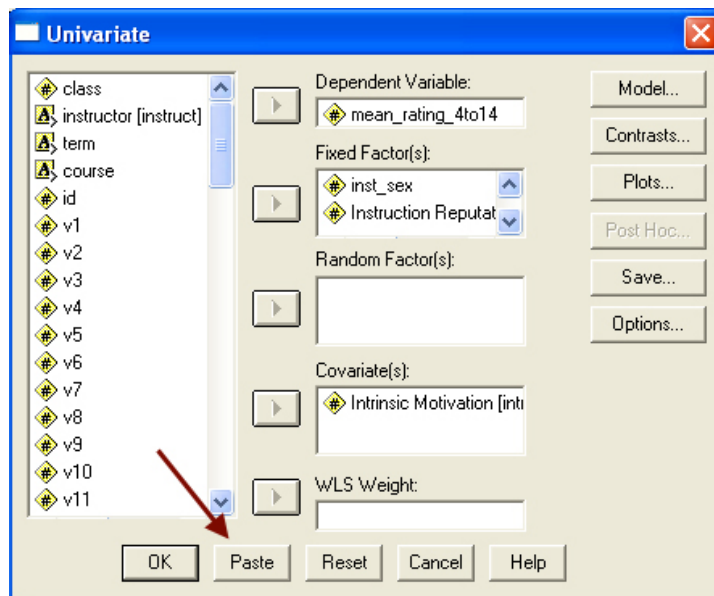 Univariate
class
instructor [instruct]
term
course
id
v1
v2
v3
v4
v5
v6
v7
v8
v9
v10
v11
Dependent Variable:
mean_rating_4to14
Fixed Factor(s):
inst_sex
Instruction Reputat
Random Factor(s):
Covariate(s):
Intrinsic Motivation [intr
WLS Weight:
Model...
Contrasts...
Plots...
Post Hoc...
Save...
Options...
OK
Paste
Reset
Cancel
Help